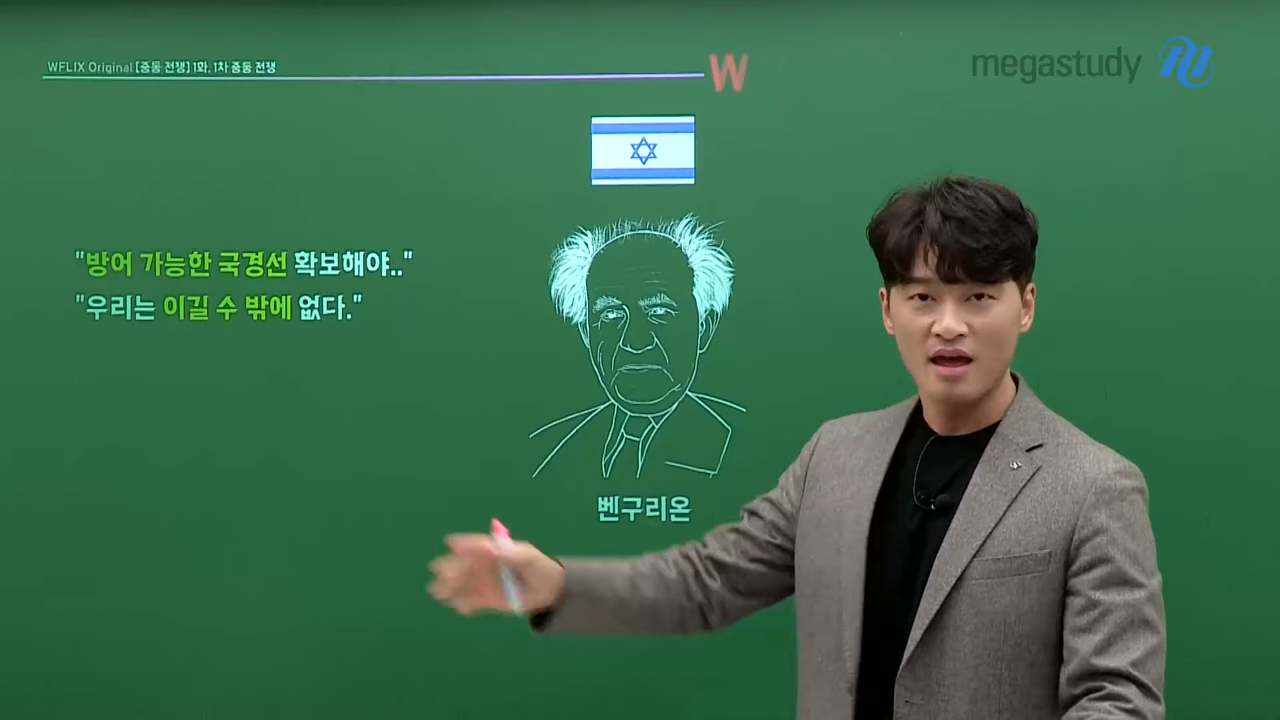 WFLIX Original [중동 전쟁] 1화. 1차 중동 전쟁
W
megastudy
"방어 가능한 국경선 확보해야.."
"우리는 이길 수 밖에 없다."
벤구리온